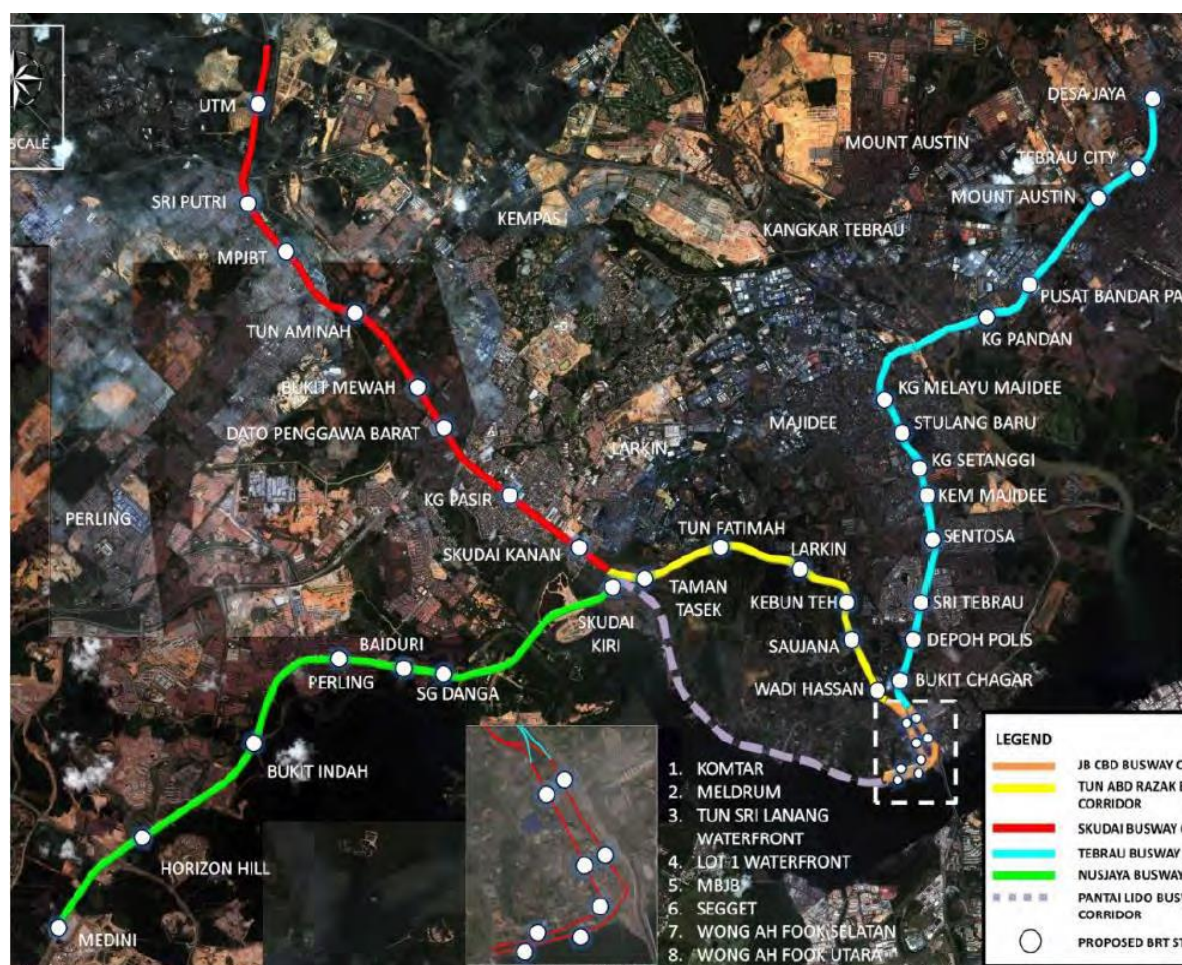 SCALE
UTM
SRI PUTRI
MPJBT
TUN AMINAH
BUKIT MEWAH
DATO PENGGAWA BARAT
KG PASIR
SKUDAI KANAN
PERLING
KEMPAS
LARKIN
MOUNT AUSTIN
KANGKAR TEBRAU
MAJIDEE
DESA JAYA
TEBRAU CITY
MOUNT AUSTIN
PUSAT BANDAR PA
KG PANDAN
KG MELAYU MAJIDEE
STULANG BARU
KG SETANGGI
KEM MAJIDEE
SENTOSA
SRI TEBRAU
DEPOH POLIS
BUKIT CHAGAR
TUN FATIMAH
LARKIN
TAMAN
TASEK
KEBUN TEH
SAUJANA
WADI HASSAN
SKUDAI
KIRI
BAIDURI
PERLING
SG DANGA
BUKIT INDAH
HORIZON HILL
MEDINI
1. KOMTAR
2. MELDRUM
3. TUN SRI LANANG
WATERFRONT
4. LOT 1 WATERFRONT
5. MBJB
6. SEGGET
7. WONG AH FOOK SELATAN
8. WONG AH FOOK UTARA
LEGEND
JB CBD BUSWAY C
TUN ABD RAZAK
CORRIDOR
SKUDAI BUSWAY
TEBRAU BUSWAY
NUSJAYA BUSWAY
PANTAI LIDO BUS
CORRIDOR
PROPOSED BRT ST